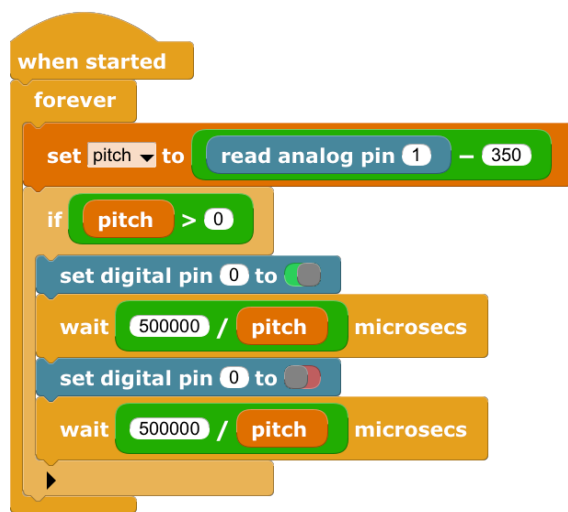 when started
forever
set pitch to read analog pin 1 – 350
if pitch > 0
set digital pin 0 to
wait 500000 / pitch microsecs
set digital pin 0 to
wait 500000 / pitch microsecs